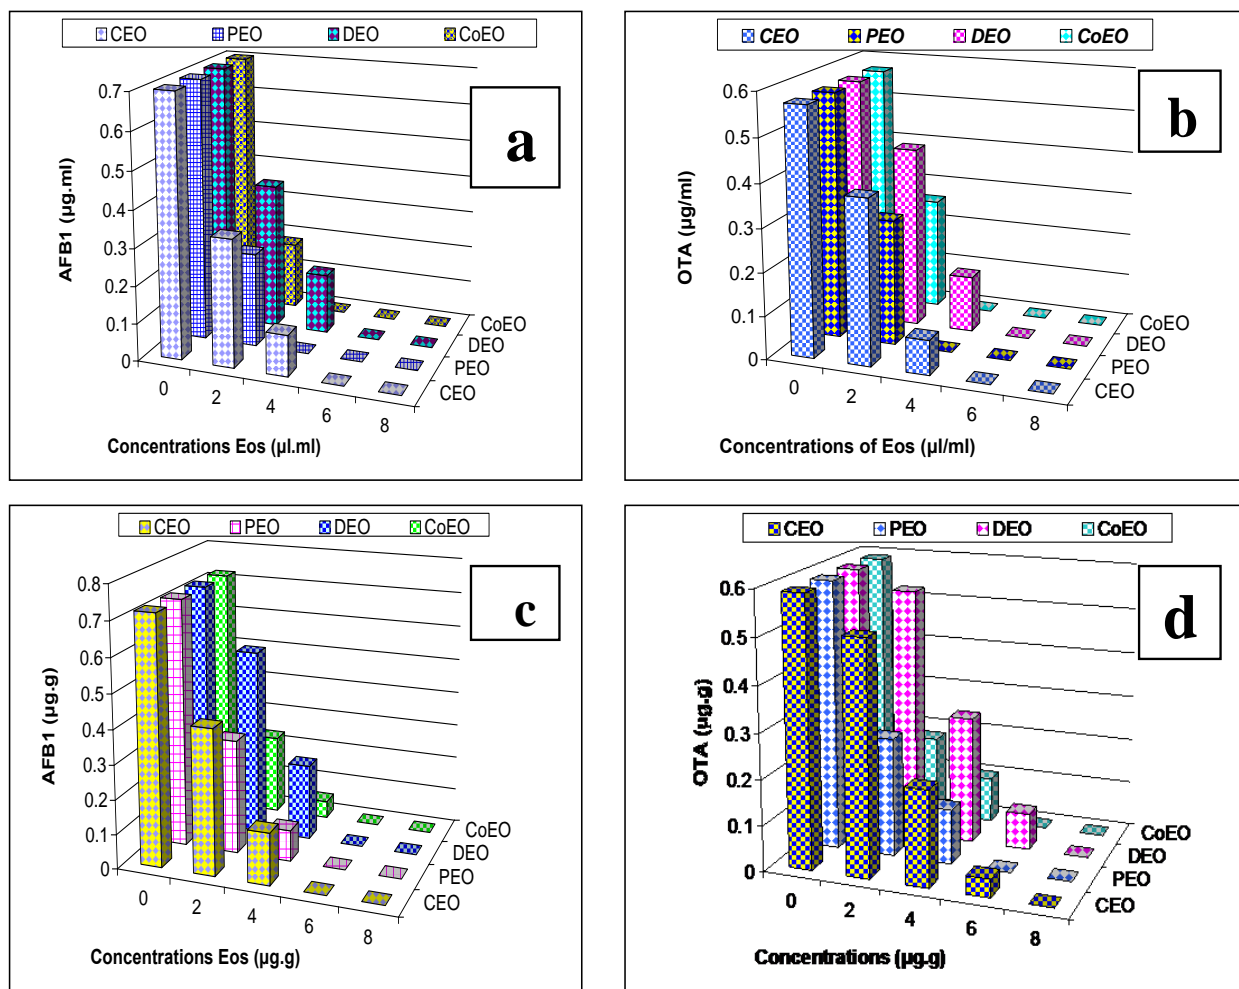 CEO PEO DEO CoEO
a
AFB1 (µg.ml)
0.7
0.6
0.5
0.4
0.3
0.2
0.1
0
0 2 4 6 8
CoEO
DEO
PEO
CEO
Concentrations Eos (µl.ml)
CEO PEO DEO CoEO
b
OTA (µg/ml)
0.6
0.5
0.4
0.3
0.2
0.1
0
0 2 4 6 8
CoEO
DEO
PEO
CEO
Concentrations of Eos (µl/ml)
CEO PEO DEO CoEO
c
AFB1 (µg.g)
0.8
0.7
0.6
0.5
0.4
0.3
0.2
0.1
0
0 2 4 6 8
CoEO
DEO
PEO
CEO
Concentrations Eos (µg.g)
CEO PEO DEO CoEO
d
OTA (µg.g)
0.6
0.5
0.4
0.3
0.2
0.1
0
0 2 4 6 8
CoEO
DEO
PEO
CEO
Concentrations (µg.g)